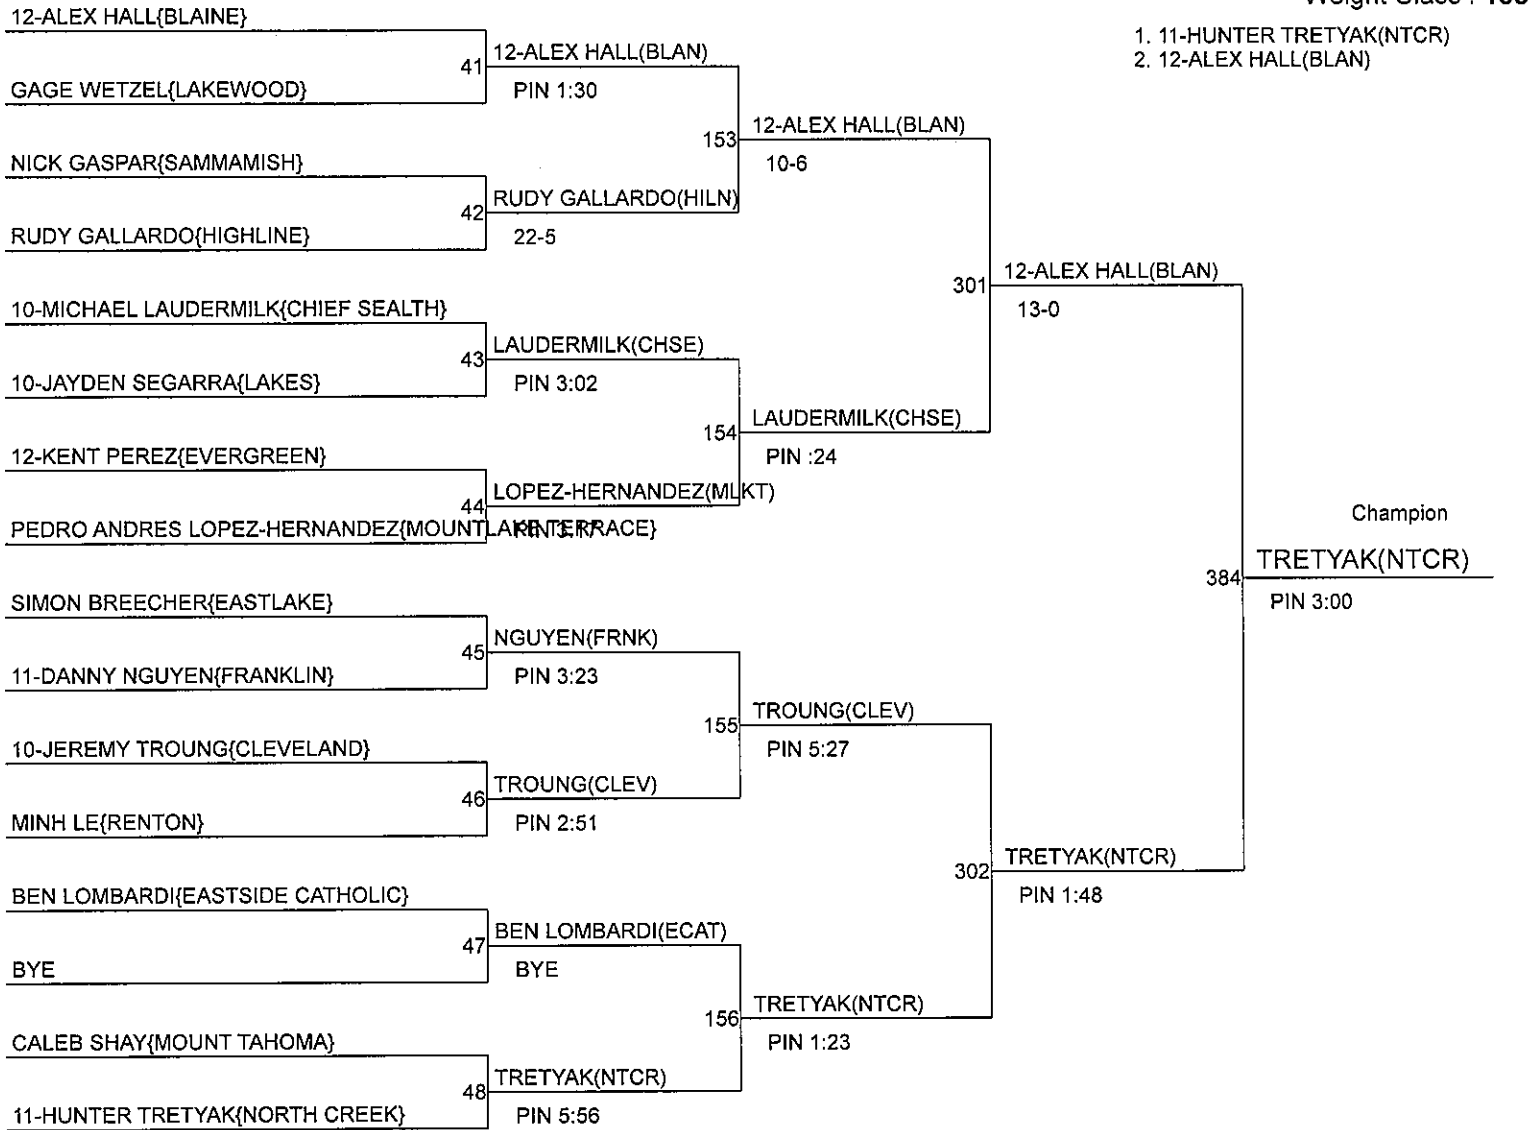 Weight Class :
1. 11-HUNTER TRETYAK(NTCR)
2. 12-ALEX HALL(BLAN)
12-ALEX HALL{BLAINE}
41
12-ALEX HALL(BLAN)
PIN 1:30
GAGE WETZEL{LAKEWOOD}
153
12-ALEX HALL(BLAN)
10-6
NICK GASPAR{SAMMAMISH}
42
RUDY GALLARDO(HILN)
22-5
RUDY GALLARDO{HIGHLINE}
301
12-ALEX HALL(BLAN)
13-0
10-MICHAEL LAUDERMILK{CHIEF SEALTH}
43
LAUDERMILK(CHSE)
PIN 3:02
10-JAYDEN SEGARRA{LAKES}
154
LAUDERMILK(CHSE)
PIN :24
12-KENT PEREZ{EVERGREEN}
44
LOPEZ-HERNANDEZ(MLKT)
PEDRO ANDRES LOPEZ-HERNANDEZ{MOUNTLAKE TERRACE}
Champion
384
TRETYAK(NTCR)
PIN 3:00
SIMON BREECHER{EASTLAKE}
45
NGUYEN(FRNK)
PIN 3:23
11-DANNY NGUYEN{FRANKLIN}
155
TROUNG(CLEV)
PIN 5:27
10-JEREMY TROUNG{CLEVELAND}
46
TROUNG(CLEV)
PIN 2:51
MINH LE{RENTON}
302
TRETYAK(NTCR)
PIN 1:48
BEN LOMBARDI{EASTSIDE CATHOLIC}
47
BEN LOMBARDI(ECAT)
BYE
BYE
156
TRETYAK(NTCR)
PIN 1:23
CALEB SHAY{MOUNT TAHOMA}
48
TRETYAK(NTCR)
PIN 5:56
11-HUNTER TRETYAK{NORTH CREEK}